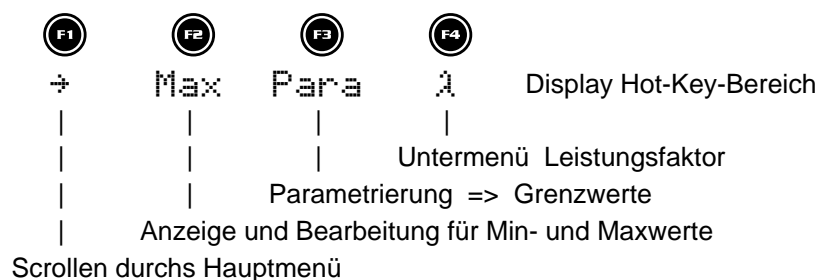 F1 F2 F3 F4
→ Max Para λ Display Hot-Key-Bereich
| | | |
| | | Untermenü Leistungsfaktor
| | Parametrierung => Grenzwerte
| Anzeige und Bearbeitung für Min- und Maxwerte
Scrollen durchs Hauptmenü